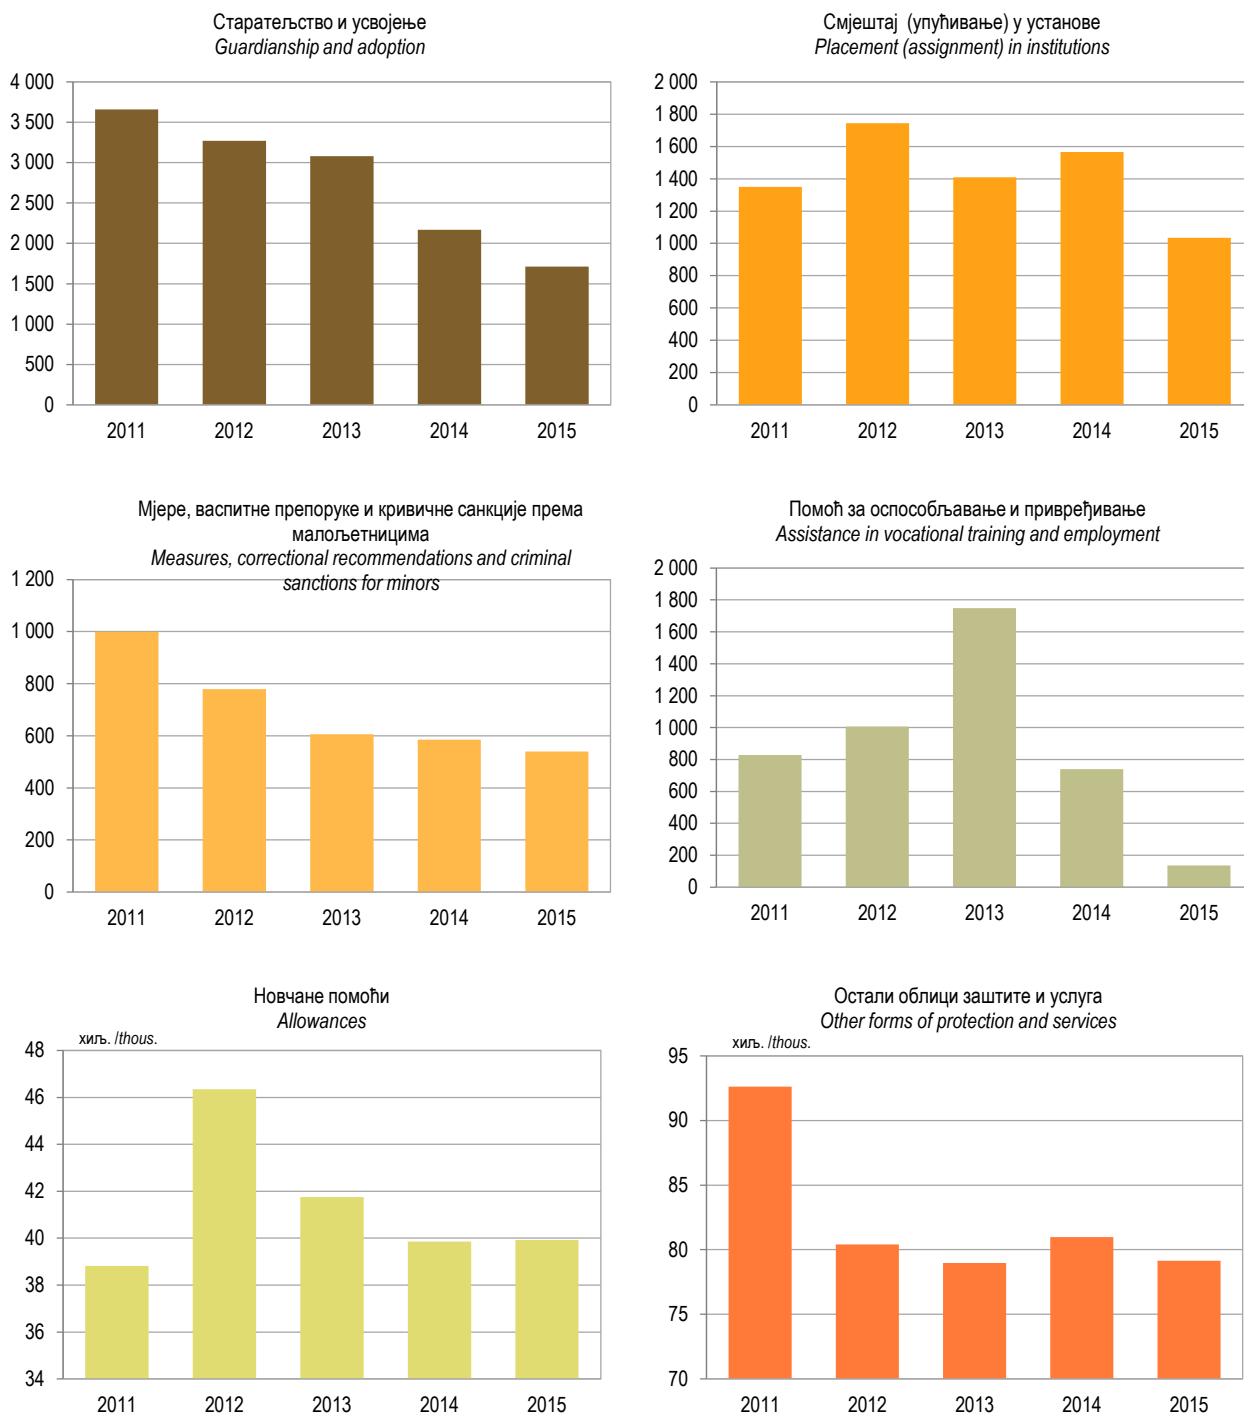 Старатељство и усвојење
Guardianship and adoption
4 000
3 500
3 000
2 500
2 000
1 500
1 000
500
0
2011 2012 2013 2014 2015
Смјештај (упућивање) у установе
Placement (assignment) in institutions
2 000
1 800
1 600
1 400
1 200
1 000
800
600
400
200
0
2011 2012 2013 2014 2015
Мјере, васпитне препоруке и кривичне санкције према
малољетницима
Measures, correctional recommendations and criminal
sanctions for minors
1 200
1 000
800
600
400
200
0
2011 2012 2013 2014 2015
Помоћ за оспособљавање и привређивање
Assistance in vocational training and employment
2 000
1 800
1 600
1 400
1 200
1 000
800
600
400
200
0
2011 2012 2013 2014 2015
Новчане помоћи
Allowances
хиљ. /thous.
48
46
44
42
40
38
36
34
2011 2012 2013 2014 2015
Остали облици заштите и услуга
Other forms of protection and services
хиљ. /thous.
95
90
85
80
75
70
2011 2012 2013 2014 2015